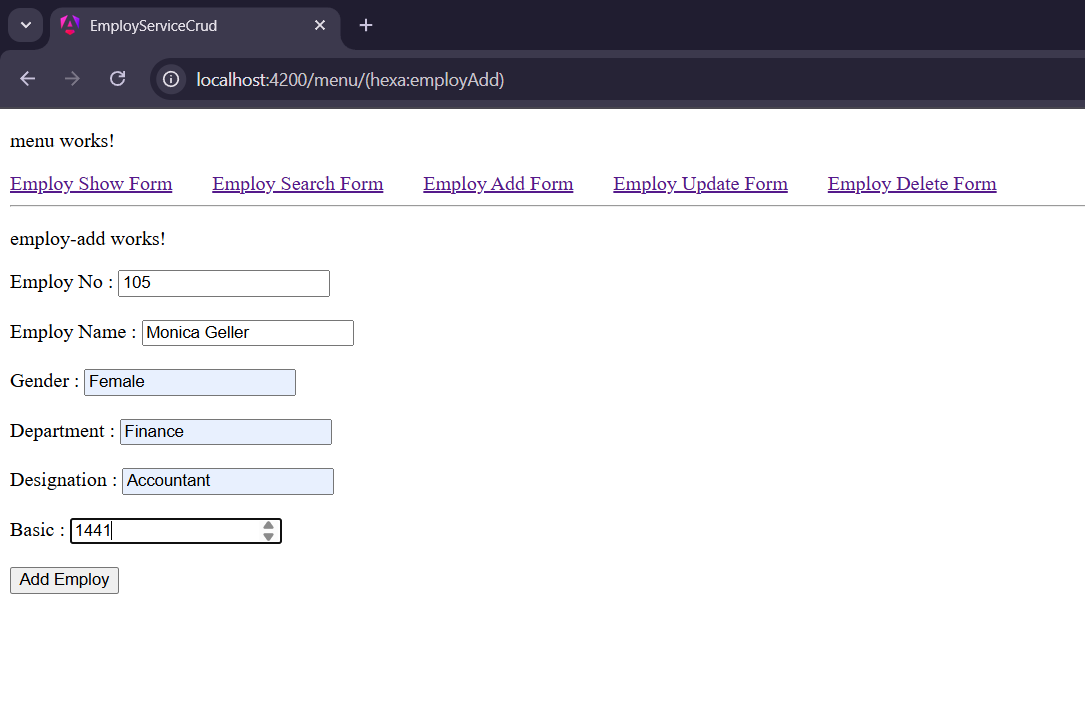 EmployServiceCrud
localhost:4200/menu/(hexa:employAdd)
menu works!
Employ Show Form Employ Search Form Employ Add Form Employ Update Form Employ Delete Form
employ-add works!
Employ No : 105
Employ Name : Monica Geller
Gender : Female
Department : Finance
Designation : Accountant
Basic : 1441
Add Employ